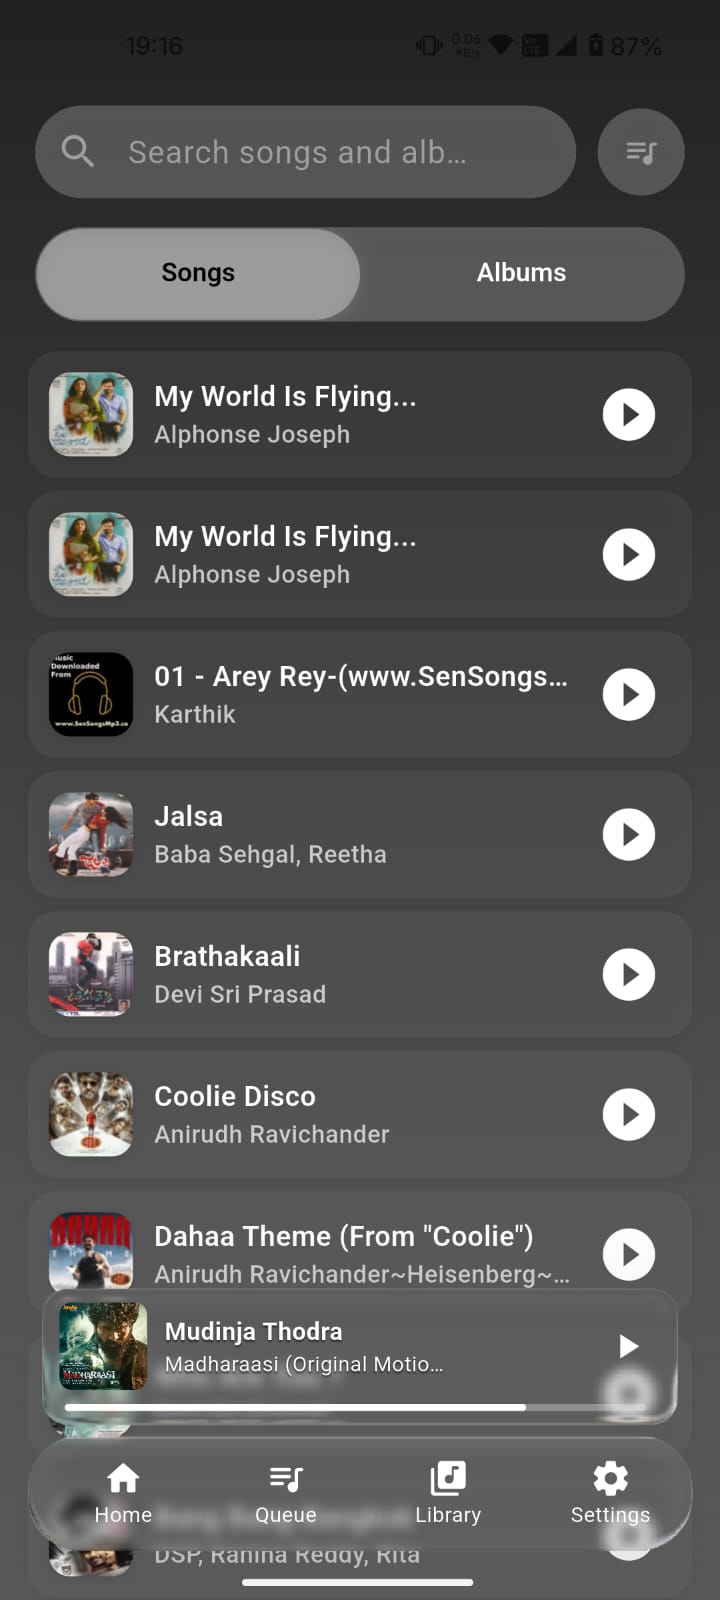 19:16
0.06
KB/s
Vo
LTE
87%
Search songs and alb…
Songs
Albums
My World Is Flying...
Alphonse Joseph
My World Is Flying...
Alphonse Joseph
Music
Downloaded
From
www.SenSongsMp3.co
01 - Arey Rey-(www.SenSongs…
Karthik
Jalsa
Baba Sehgal, Reetha
Brathakaali
Devi Sri Prasad
Coolie Disco
Anirudh Ravichander
Dahaa Theme (From "Coolie")
Anirudh Ravichander~Heisenberg~…
MADHARAASI
Mudinja Thodra
Madharaasi (Original Motio…
Home
Queue
Library
Settings
DSP, Ranina Reddy, Rita